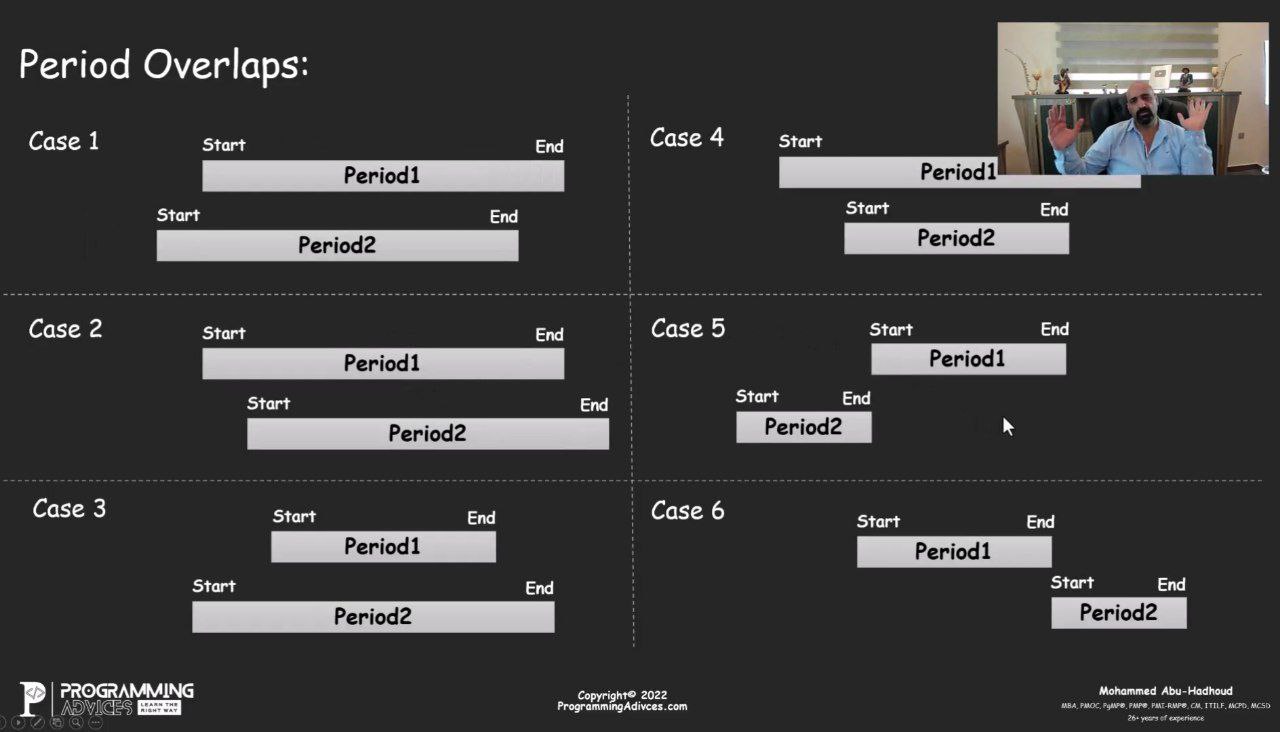 Period Overlaps:
Case 1
Start End
Period1
Start End
Period2
Case 2
Start End
Period1
Start End
Period2
Case 3
Start End
Period1
Start End
Period2
Case 4
Start
Period1
Start End
Period2
Case 5
Start End
Period1
Start End
Period2
Case 6
Start End
Period1
Start End
Period2
P
PROGRAMMING
ADVICES LEARN THE
RIGHT WAY
Copyright© 2022
ProgrammingAdivces.com
Mohammed Abu-Hadhoud
MBA, PMOC, PgMP®, PMP®, PMI-RMP®, CM, ITILF, MCPD, MCSD
26+ years of experience